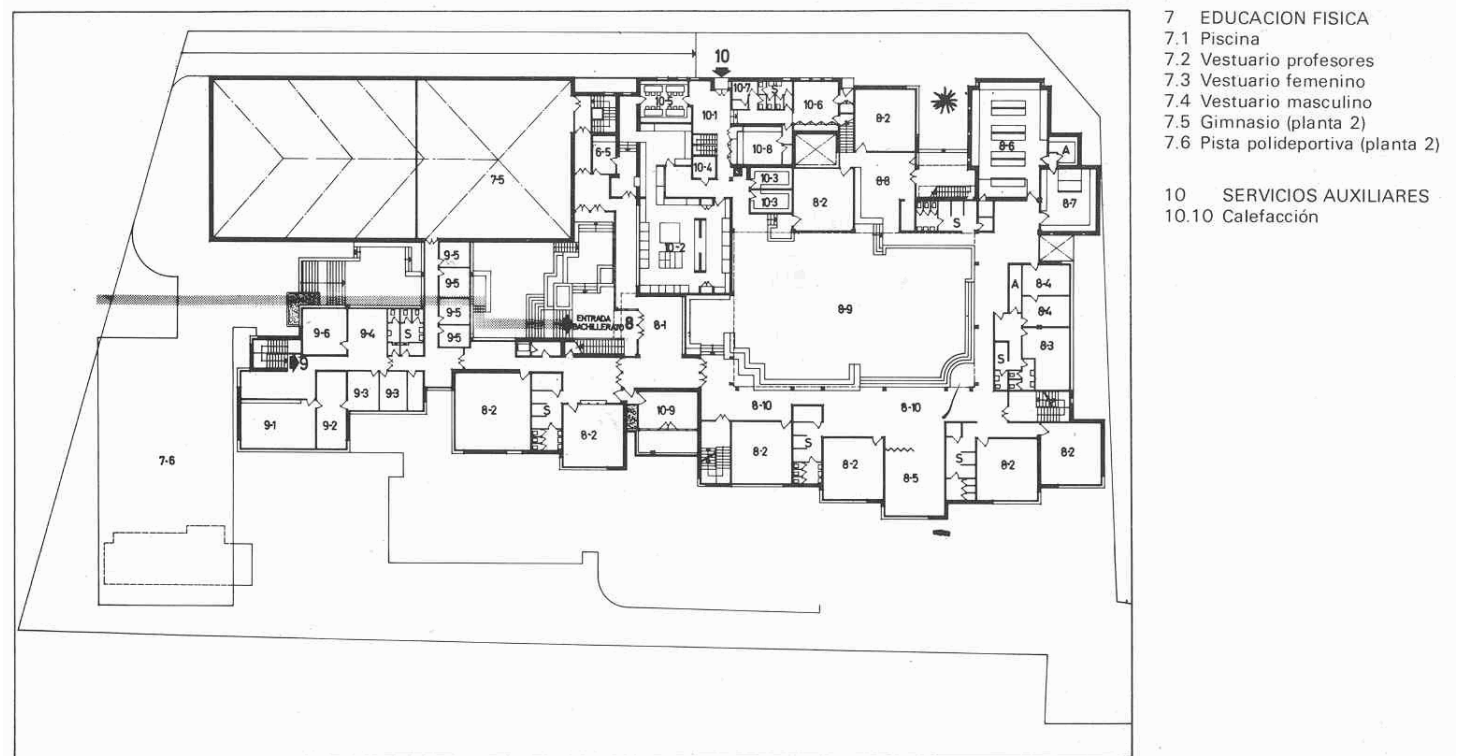 7 EDUCACION FISICA
7.1 Piscina
7.2 Vestuario profesores
7.3 Vestuario femenino
7.4 Vestuario masculino
7.5 Gimnasio (planta 2)
7.6 Pista polideportiva (planta 2)
10 SERVICIOS AUXILIARES
10.10 Calefacción
10
10-7
S
10-5
10-1
10-6
8-2
8-6
A
6-5
10-8
7-5
10-4
10-3
8-8
10-3
8-2
8-7
S
10-2
9-5
9-5
9-5
9-5
A
8-4
8-4
8-3
S
8-9
ENTRADA
BACHILLERATO
8
8-1
9-6
9-4
S
9
9-3
9-3
9-1
9-2
8-2
S
8-2
10-9
8-10
8-10
8-2
S
8-2
8-5
S
8-2
8-2
7-6